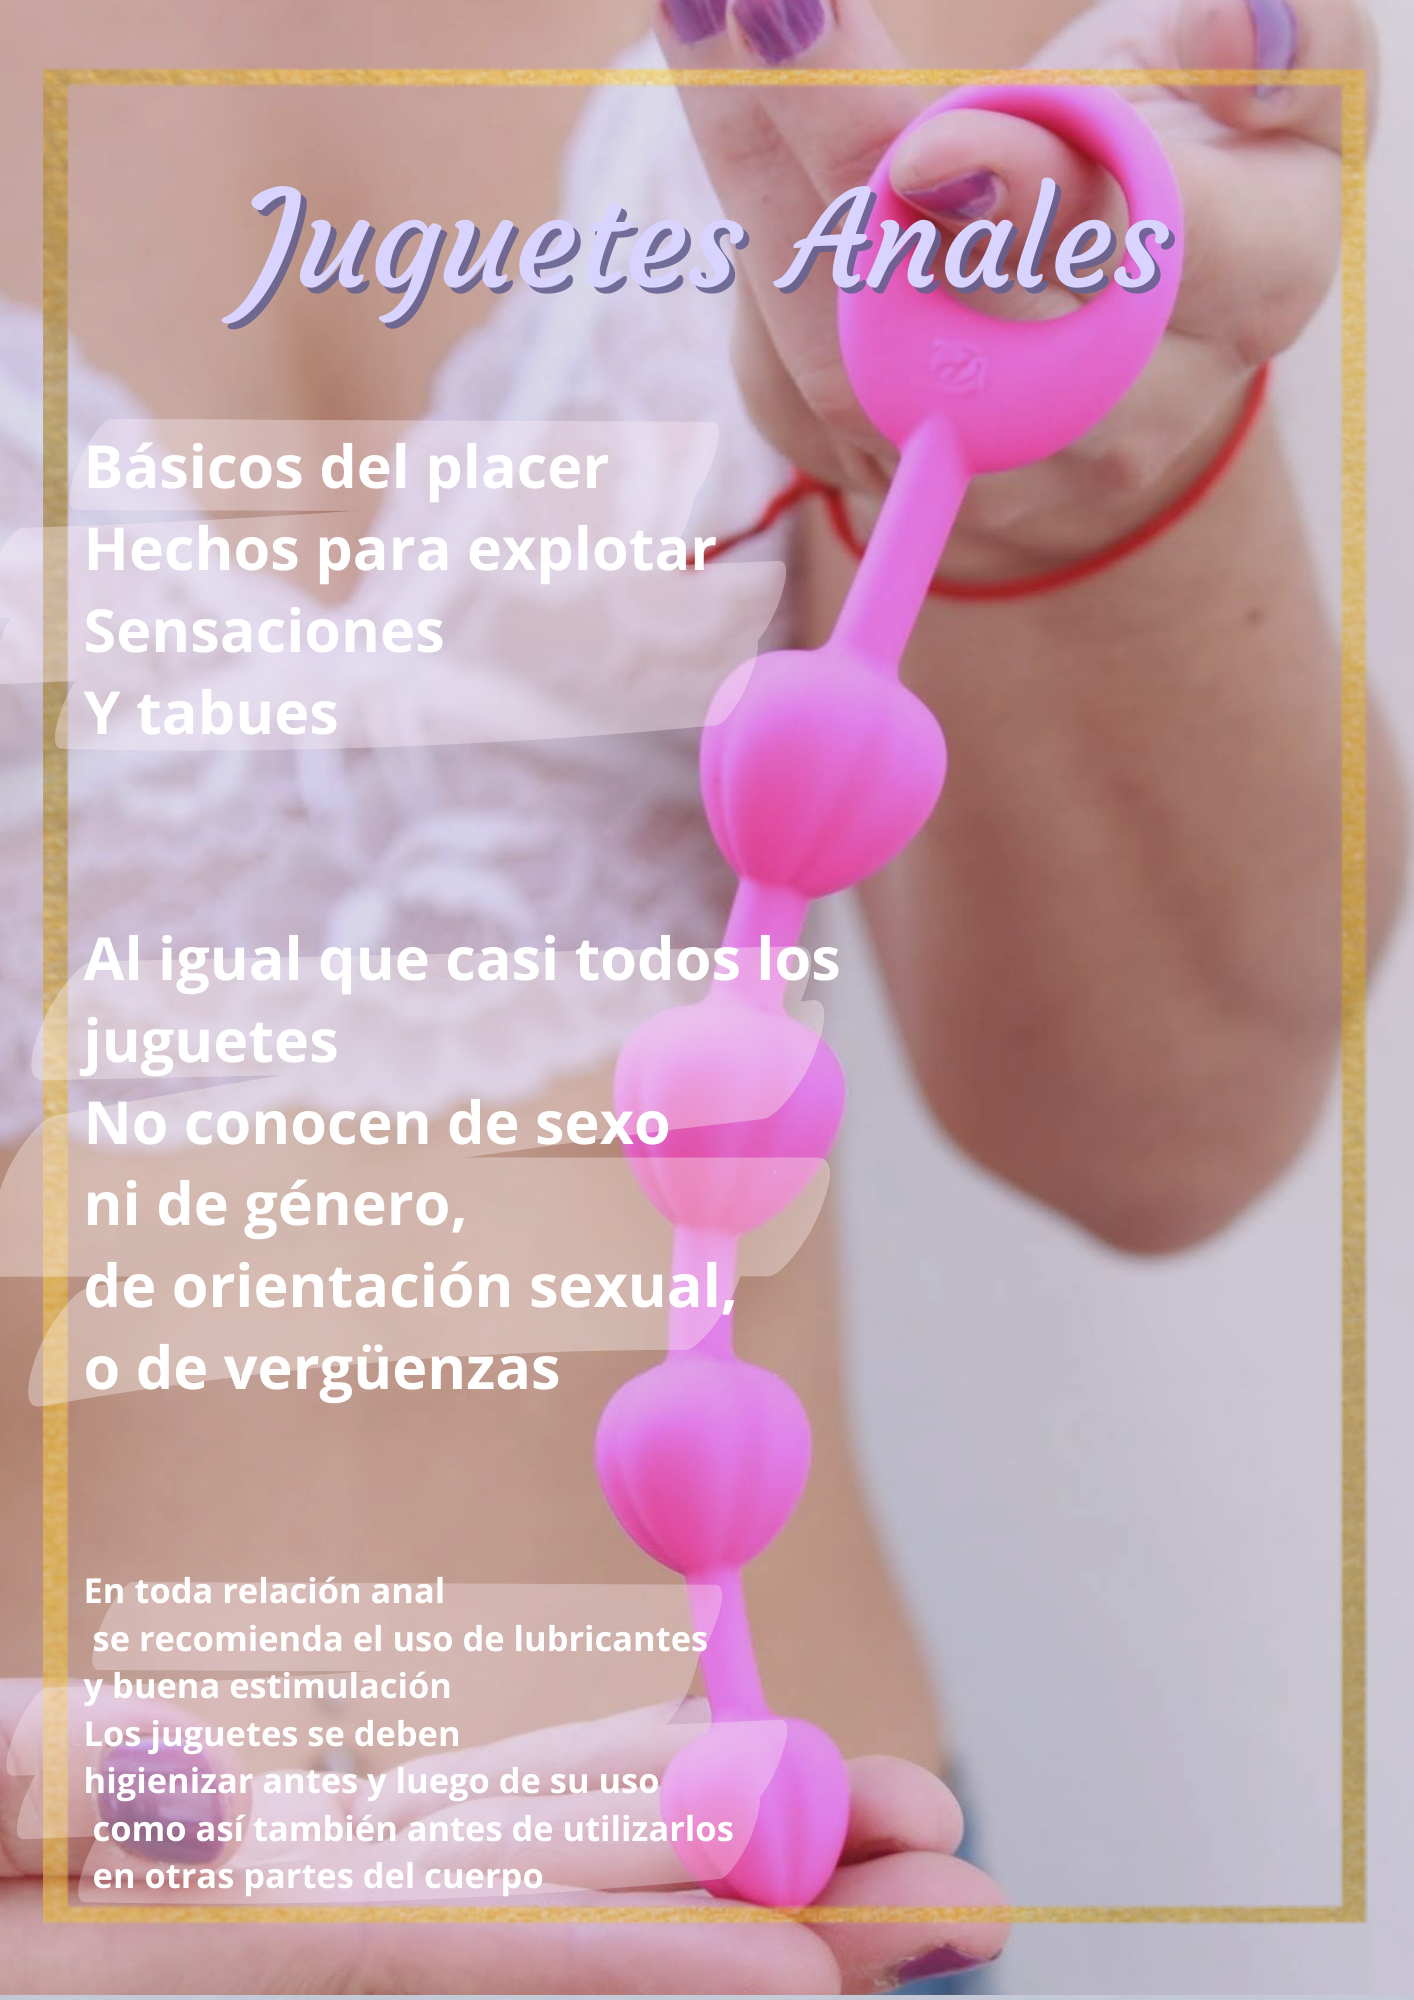 Juguetes Anales
Básicos del placer
Hechos para explotar
Sensaciones
Y tabues
Al igual que casi todos los
juguetes
No conocen de sexo
ni de género,
de orientación sexual,
o de vergüenzas
En toda relación anal
se recomienda el uso de lubricantes
y buena estimulación
Los juguetes se deben
higienizar antes y luego de su uso
como así también antes de utilizarlos
en otras partes del cuerpo